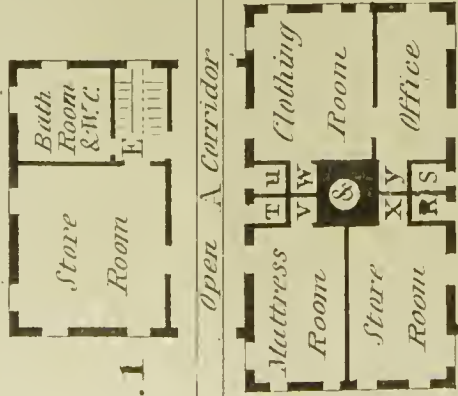 Store
Room
Bath
Room
& W.C.
E
. 1
Open A Corridor
Mattress
Room
Clothing
Room
T U
V W
&
X Y
R S
Store
Room
Office